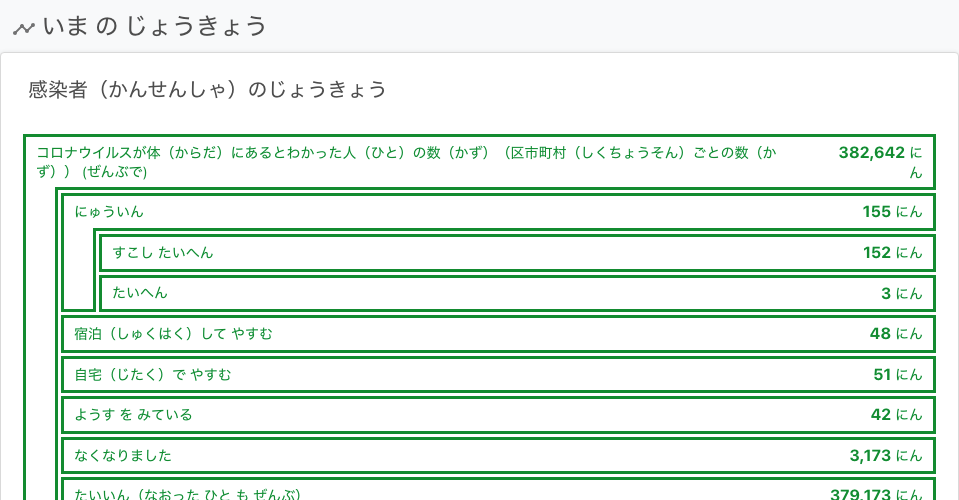 いま の じょうきょう
感染者（かんせんしゃ）のじょうきょう
コロナウイルスが体（からだ）にあるとわかった人（ひと）の数（かず）（区市町村（しくちょうそん）ごとの数（か
ず）） (ぜんぶで)
382,642 に
ん
にゅういん 155 にん
すこし たいへん 152 にん
たいへん 3 にん
宿泊（しゅくはく）して やすむ 48 にん
自宅（じたく）で やすむ 51 にん
ようす を みている 42 にん
なくなりました 3,173 にん
たいいん（なおった ひと も ぜんぶ） 379,173 にん